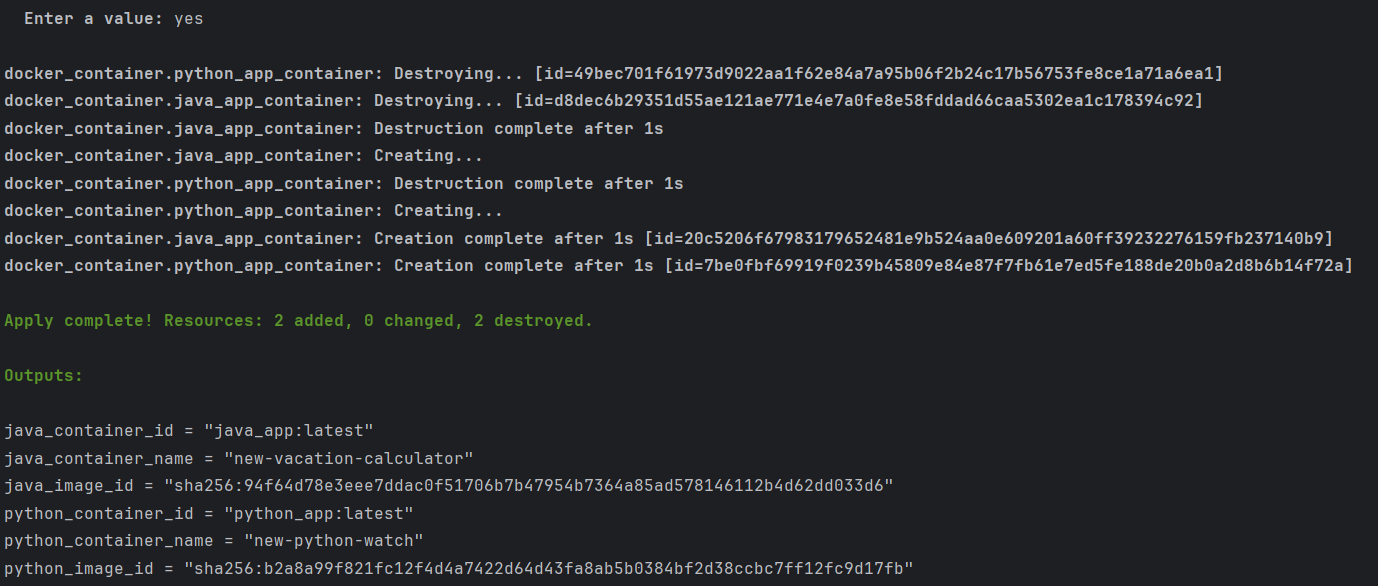 Enter a value: yes
docker_container.python_app_container: Destroying... [id=49bec701f61973d9022aa1f62e84a7a95b06f2b24c17b56753fe8ce1a71a6ea1]
docker_container.java_app_container: Destroying... [id=d8dec6b29351d55ae121ae771e4e7a0fe8e58fddad66caa5302ea1c178394c92]
docker_container.java_app_container: Destruction complete after 1s
docker_container.java_app_container: Creating...
docker_container.python_app_container: Destruction complete after 1s
docker_container.python_app_container: Creating...
docker_container.java_app_container: Creation complete after 1s [id=20c5206f67983179652481e9b524aa0e609201a60ff39232276159fb237140b9]
docker_container.python_app_container: Creation complete after 1s [id=7be0fbf69919f0239b45809e84e87f7fb61e7ed5fe188de20b0a2d8b6b14f72a]
Apply complete! Resources: 2 added, 0 changed, 2 destroyed.
Outputs:
java_container_id = "java_app:latest"
java_container_name = "new-vacation-calculator"
java_image_id = "sha256:94f64d78e3eee7ddac0f51706b7b47954b7364a85ad578146112b4d62dd033d6"
python_container_id = "python_app:latest"
python_container_name = "new-python-watch"
python_image_id = "sha256:b2a8a99f821fc12f4d4a7422d64d43fa8ab5b0384bf2d38ccbc7ff12fc9d17fb"